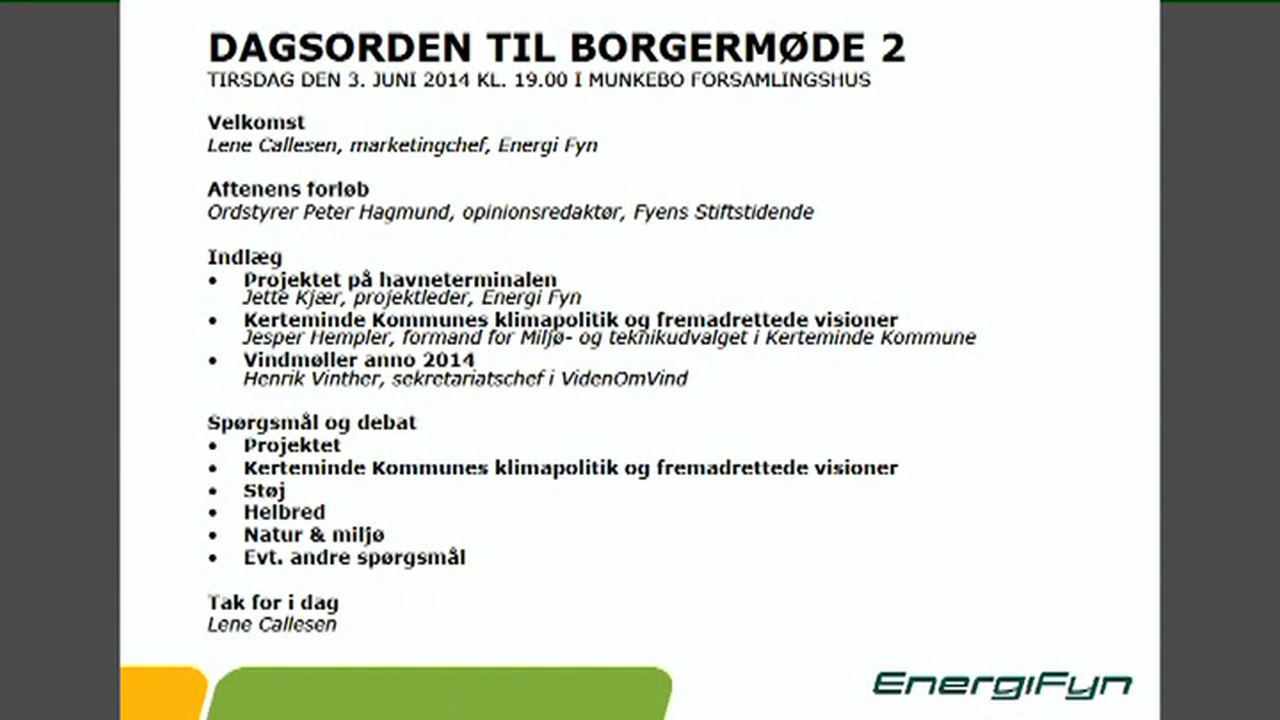 DAGSORDEN TIL BORGERMØDE 2
TIRSDAG DEN 3. JUNI 2014 KL. 19.00 I MUNKEBO FORSAMLINGSHUS
Velkomst
Lene Callesen, marketingchef, Energi Fyn
Aftenens forløb
Ordstyrer Peter Hagmund, opinionsredaktør, Fyens Stiftstidende
Indlæg
• Projektet på havneterminalen
Jette Kjær, projektleder, Energi Fyn
• Kerteminde Kommunes klimapolitik og fremadrettede visioner
Jesper Hempler, formand for Miljø- og teknikudvalget i Kerteminde Kommune
• Vindmøller anno 2014
Henrik Vinther, sekretariatschef i VidenOmVind
Spørgsmål og debat
• Projektet
• Kerteminde Kommunes klimapolitik og fremadrettede visioner
• Støj
• Helbred
• Natur & miljø
• Evt. andre spørgsmål
Tak for i dag
Lene Callesen
EnergiFyn